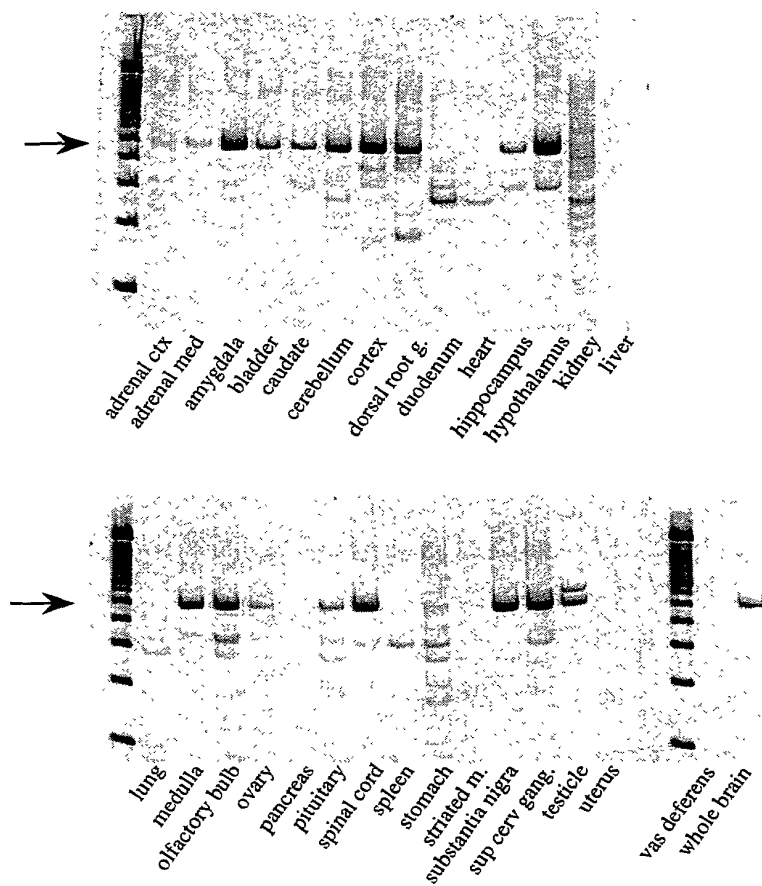 adrenal ctx
adrenal med
amygdala
bladder
caudate
cerebellum
cortex
dorsal root g.
duodenum
heart
hippocampus
hypothalamus
kidney
liver
lung
medulla
olfactory bulb
ovary
pancreas
pituitary
spinal cord
spleen
stomach
striated m.
substantia nigra
sup cerv gang.
testicle
uterus
vas deferens
whole brain